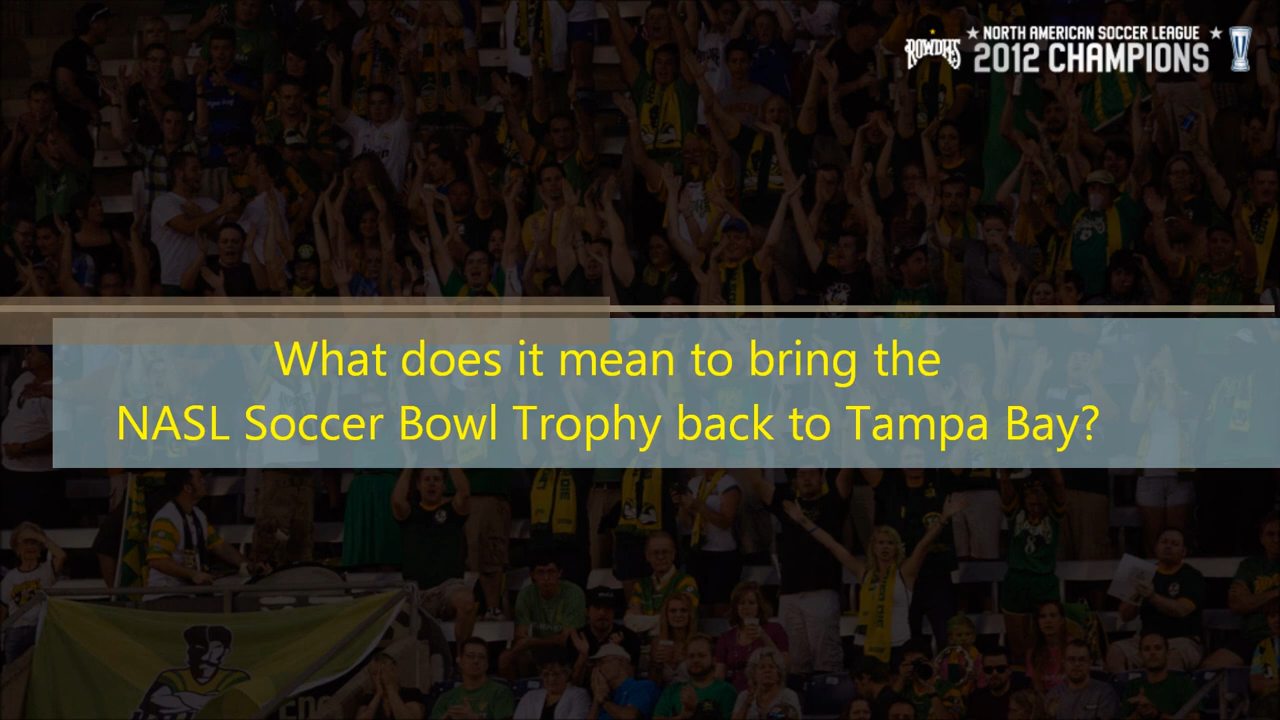 ROWDIES
NORTH AMERICAN SOCCER LEAGUE
2012 CHAMPIONS
What does it mean to bring the
NASL Soccer Bowl Trophy back to Tampa Bay?